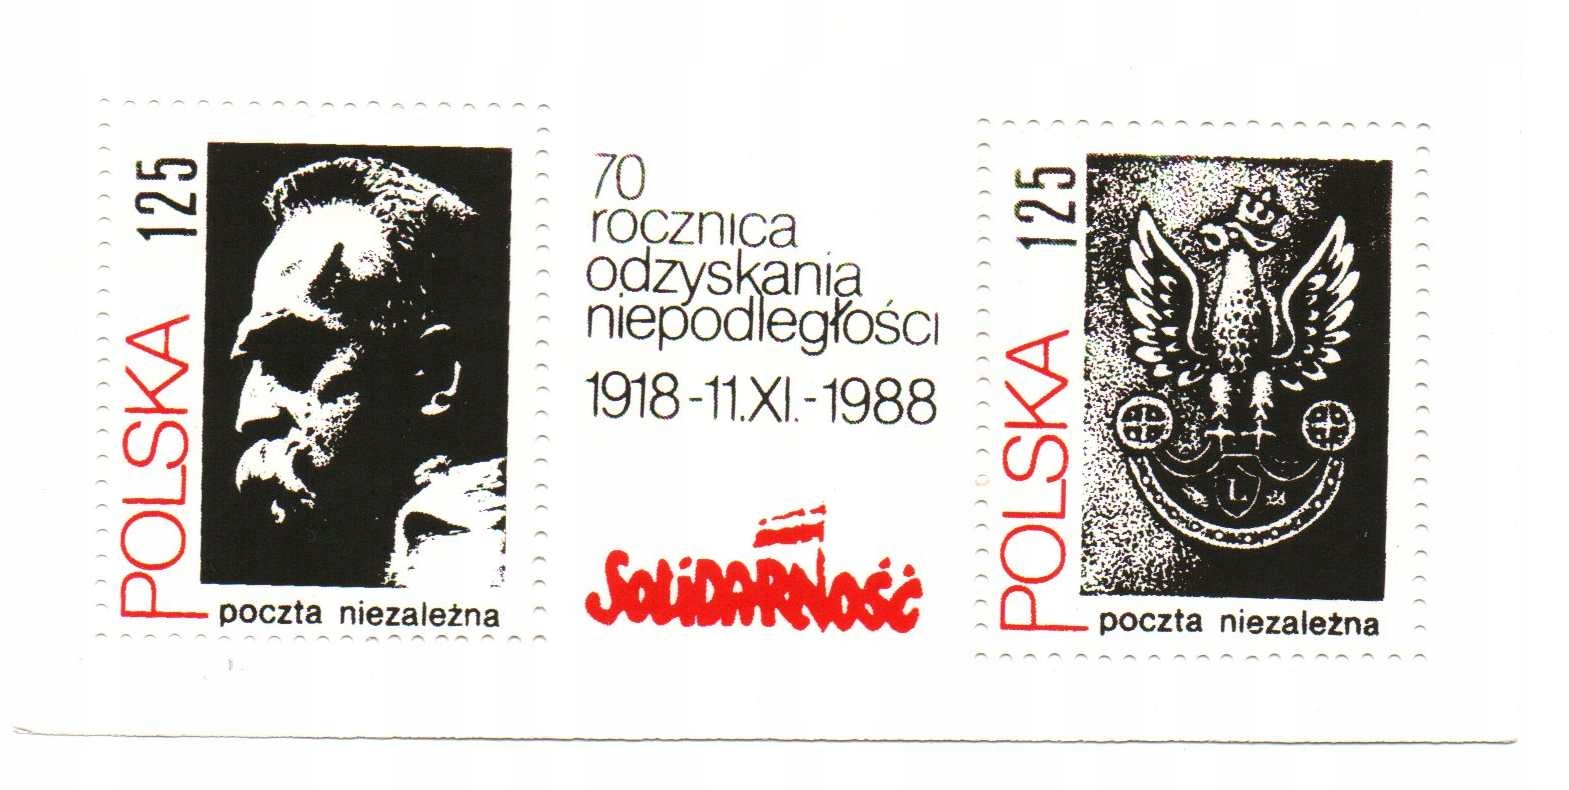 125
POLSKA
poczta niezależna
70
rocznica
odzyskania
niepodległości
1918-11.XI.-1988
SOLIDARNOŚĆ
125
POLSKA
L
poczta niezależna